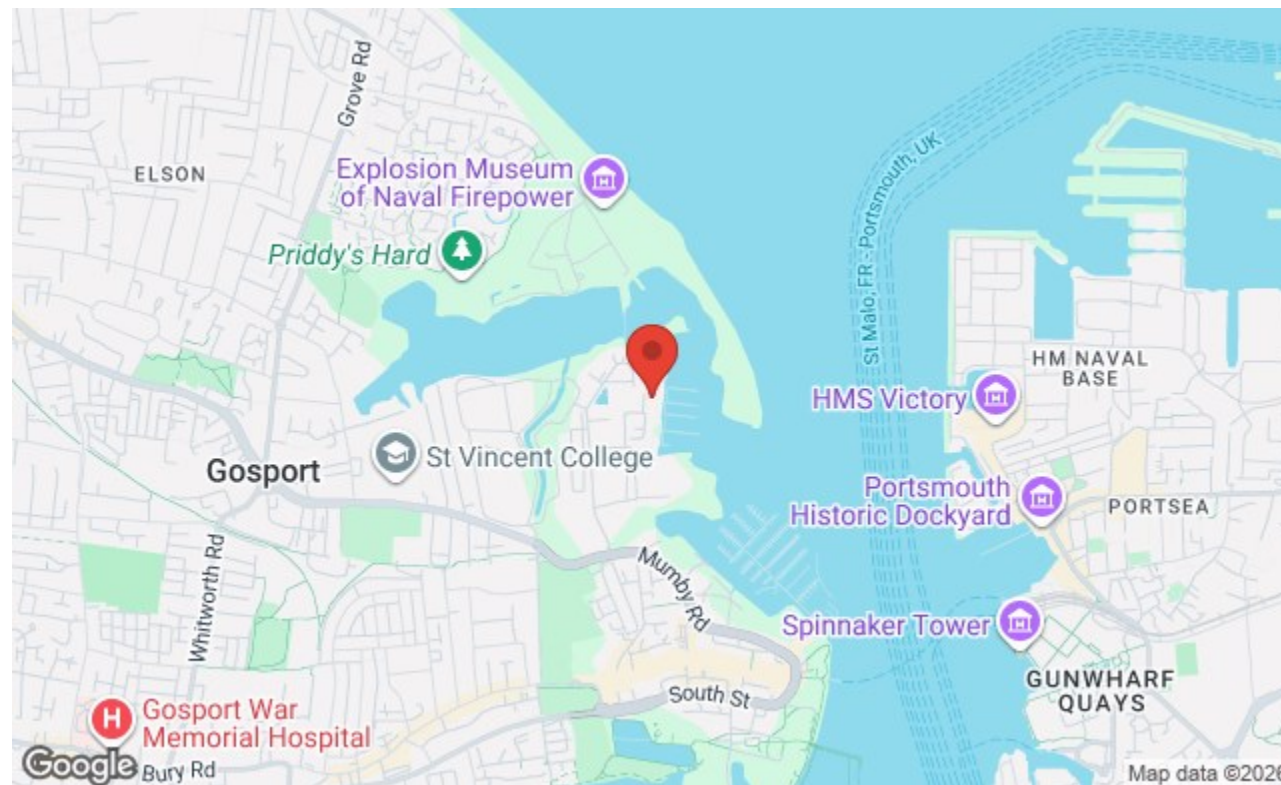 Grove Rd
ELSON
Explosion Museum
of Naval Firepower
Priddy's Hard
St Malo, FR - Portsmouth, UK
HM NAVAL
BASE
HMS Victory
St Vincent College
Gosport
Portsmouth
Historic Dockyard
PORTSEA
Whitworth Rd
Mumby Rd
Spinnaker Tower
South St
GUNWHARF
QUAYS
H
Gosport War
Memorial Hospital
Google
Bury Rd
Map data ©2026